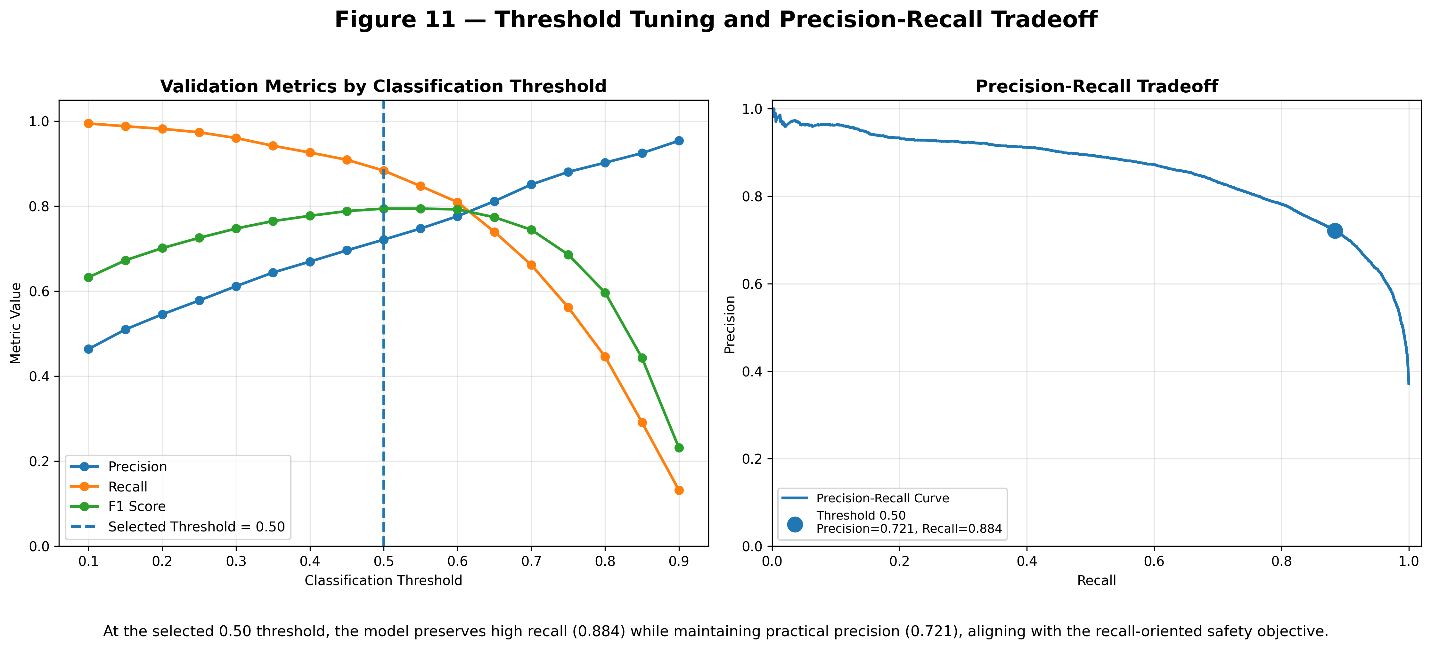 Figure 11 — Threshold Tuning and Precision-Recall Tradeoff
Validation Metrics by Classification Threshold
Metric Value
1.0
0.8
0.6
0.4
0.2
0.0
0.1 0.2 0.3 0.4 0.5 0.6 0.7 0.8 0.9
Classification Threshold
Precision
Recall
F1 Score
Selected Threshold = 0.50
Precision-Recall Tradeoff
Precision
1.0
0.8
0.6
0.4
0.2
0.0
0.0 0.2 0.4 0.6 0.8 1.0
Recall
Precision-Recall Curve
Threshold 0.50
Precision=0.721, Recall=0.884
At the selected 0.50 threshold, the model preserves high recall (0.884) while maintaining practical precision (0.721), aligning with the recall-oriented safety objective.